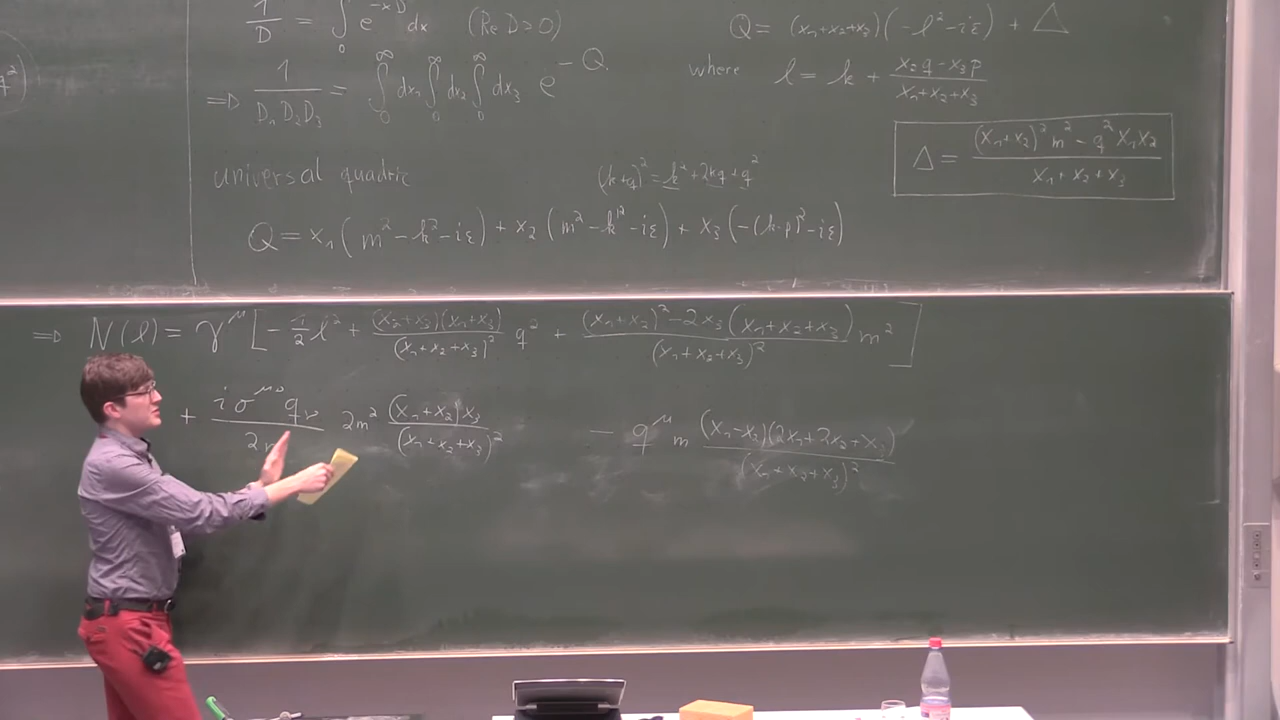 q²)
1/D = ∫₀^∞ e^{-xD} dx (Re D > 0)
⇒ 1/(D₁D₂D₃) = ∫₀^∞ dx₁ ∫₀^∞ dx₂ ∫₀^∞ dx₃ e^{-Q}
universal quadric
(k+q)² = k² + 2kq + q²
Q = x₁(m² - k² - iε) + x₂(m² - k'² - iε) + x₃(-(k-p)² - iε)
Q = (x₁+x₂+x₃)(-l² - iε) + Δ
where l = k + (x₂q - x₃p)/(x₁+x₂+x₃)
Δ = ((x₁+x₂)² m² - q² x₁x₂)/(x₁+x₂+x₃)
⇒ N(l) = γ^μ [ - 1/2 l² + (x₂+x₃)(x₁+x₃)/(x₁+x₂+x₃)² q² + ((x₁+x₂)² - 2x₃(x₁+x₂+x₃))/(x₁+x₂+x₃)² m² ]
+ iσ^{μν}q_ν/2m 2m² (x₁+x₂)x₃/(x₁+x₂+x₃)² - q^μ m (x₁-x₂)(2x₁+2x₂+x₃)/(x₁+x₂+x₃)²